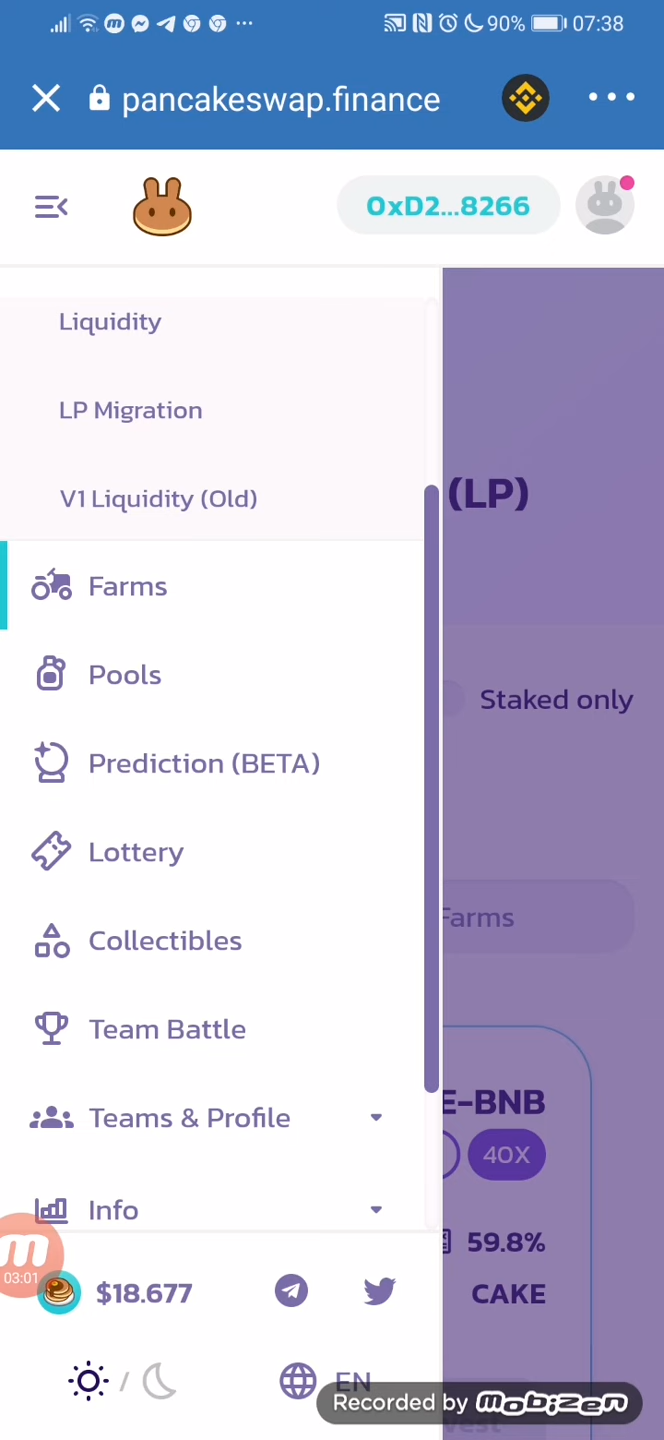 90% 07:38
pancakeswap.finance
0xD2...8266
Liquidity
LP Migration
V1 Liquidity (Old)
(LP)
Farms
Pools
Staked only
Prediction (BETA)
Lottery
Farms
Collectibles
Team Battle
E-BNB
Teams & Profile
40X
Info
59.8%
03:01
$18.677
CAKE
EN
Recorded by mobizen
vest